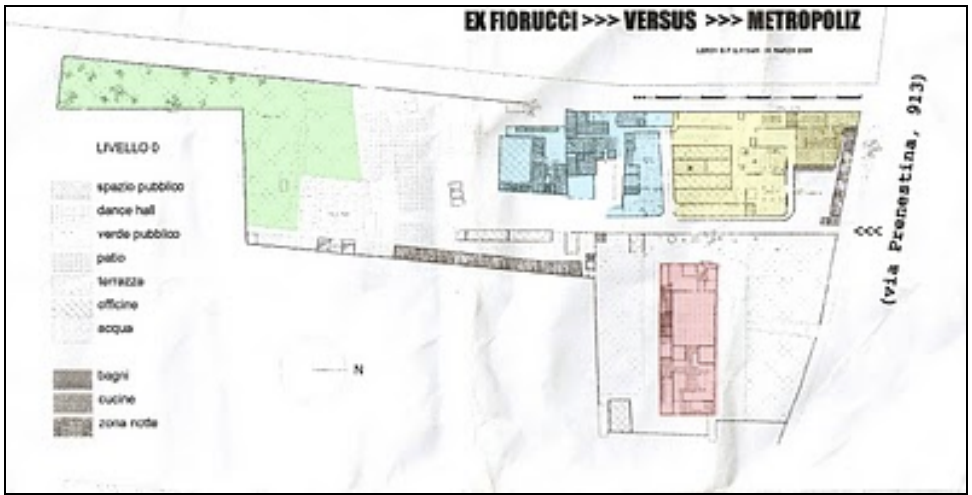 EX FIORUCCI >>> VERSUS >>> METROPOLIZ
LIVELLO 0
spazio pubblico
dance hall
verde pubblico
patio
terrazza
officine
acqua
bagni
cucine
zona notte
N
<<<
(via Prenestina, 913)